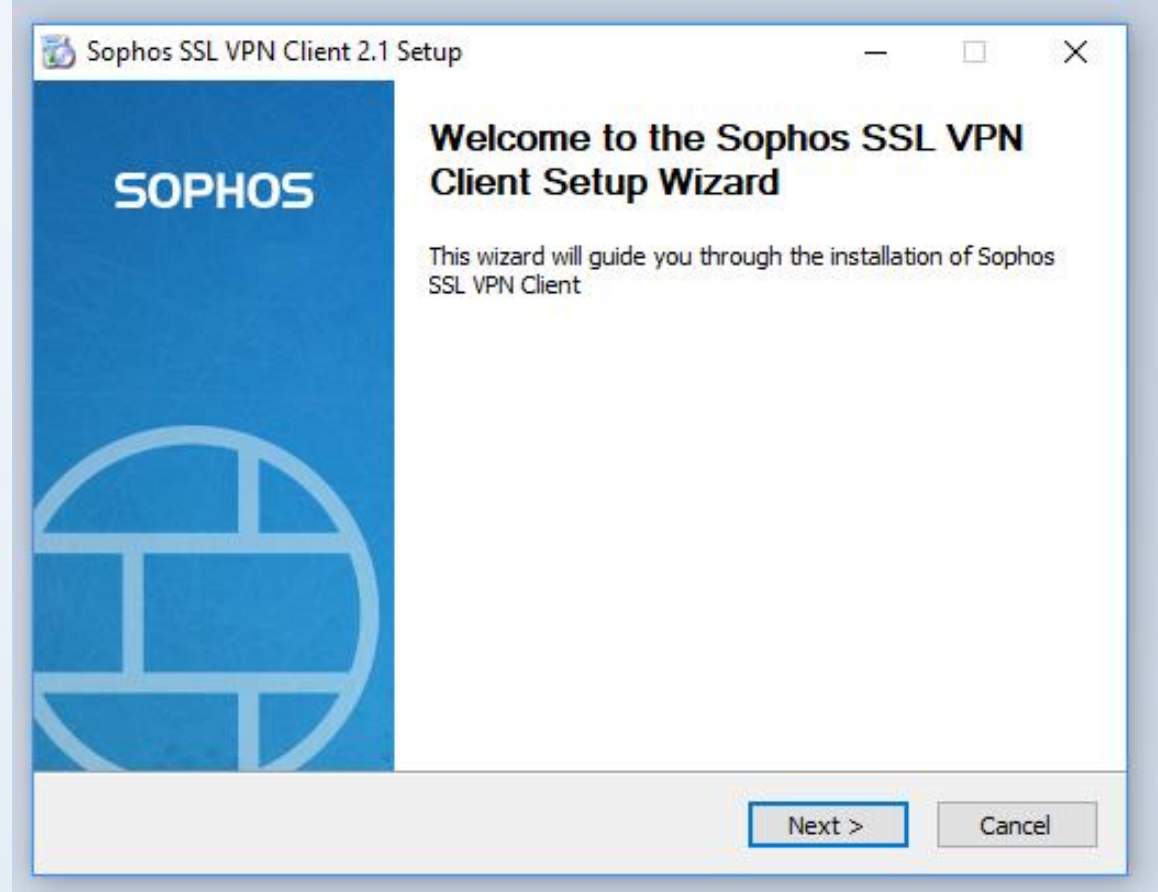 Sophos SSL VPN Client 2.1 Setup
SOPHOS
Welcome to the Sophos SSL VPN
Client Setup Wizard
This wizard will guide you through the installation of Sophos
SSL VPN Client
Next >
Cancel